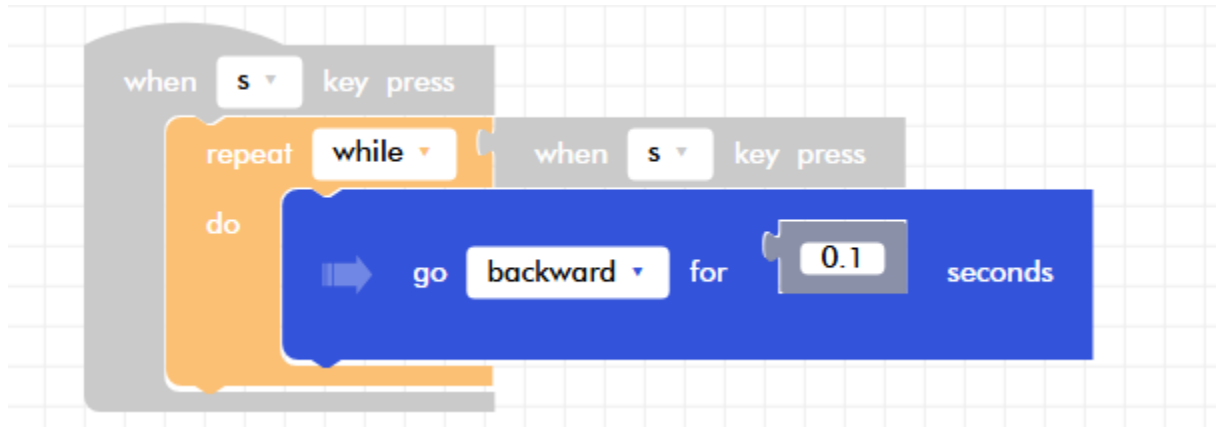 when s key press
repeat while when s key press
do
go backward for 0.1 seconds